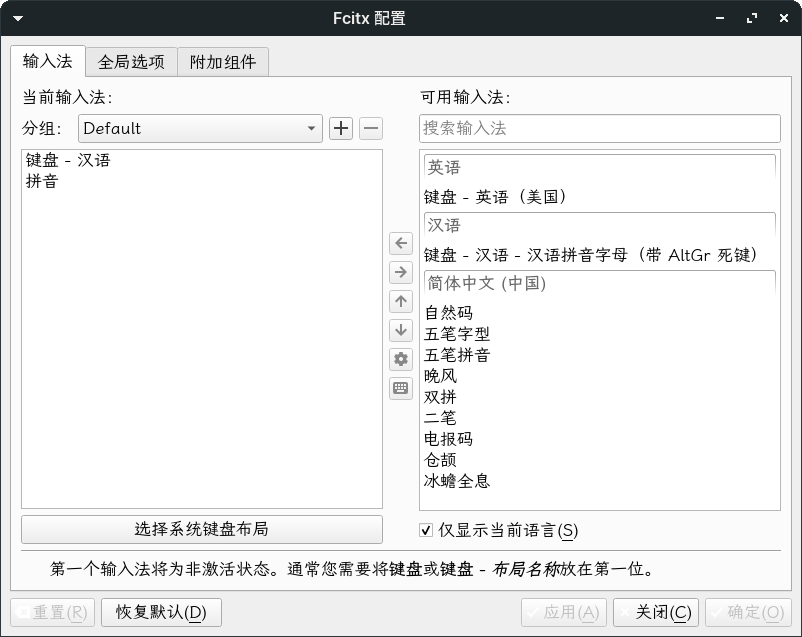 Fcitx 配置
输入法 全局选项 附加组件
当前输入法：
分组： Default
键盘 - 汉语
拼音
选择系统键盘布局
可用输入法：
搜索输入法
英语
键盘 - 英语（美国）
汉语
键盘 - 汉语 - 汉语拼音字母（带 AltGr 死键）
简体中文 (中国)
自然码
五笔字型
五笔拼音
晚风
双拼
二笔
电报码
仓颉
冰蟾全息
仅显示当前语言(S)
第一个输入法将为非激活状态。通常您需要将键盘或键盘 - 布局名称放在第一位。
重置(R) 恢复默认(D) 应用(A) 关闭(C) 确定(O)